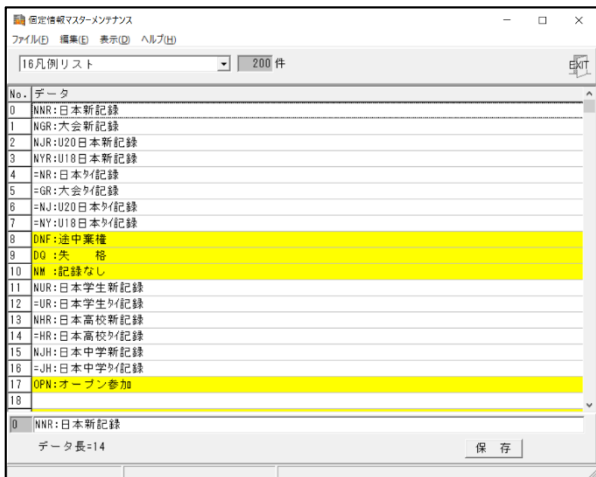 個定情報マスターメンテナンス
ファイル(F) 編集(E) 表示(D) ヘルプ(H)
16凡例リスト 200 件 EXIT
No. データ
0 NNR:日本新記録
1 NGR:大会新記録
2 NJR:U20日本新記録
3 NYR:U18日本新記録
4 =NR:日本ﾀｲ記録
5 =GR:大会ﾀｲ記録
6 =NJ:U20日本ﾀｲ記録
7 =NY:U18日本ﾀｲ記録
8 DNF:途中棄権
9 DQ :失　　格
10 NM :記録なし
11 NUR:日本学生新記録
12 =UR:日本学生ﾀｲ記録
13 NHR:日本高校新記録
14 =HR:日本高校ﾀｲ記録
15 NJH:日本中学新記録
16 =JH:日本中学ﾀｲ記録
17 OPN:オープン参加
18
0 NNR:日本新記録
データ長=14 保 存